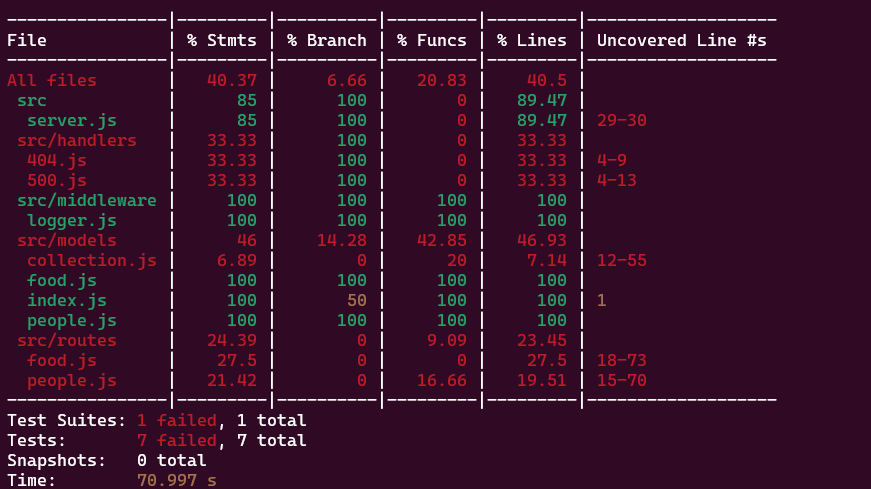 ----------------|---------|----------|---------|---------|-------------------
File            | % Stmts | % Branch | % Funcs | % Lines | Uncovered Line #s
----------------|---------|----------|---------|---------|-------------------
All files       |   40.37 |     6.66 |   20.83 |    40.5 |
 src            |      85 |      100 |       0 |   89.47 |
  server.js     |      85 |      100 |       0 |   89.47 | 29-30
 src/handlers   |   33.33 |      100 |       0 |   33.33 |
  404.js        |   33.33 |      100 |       0 |   33.33 | 4-9
  500.js        |   33.33 |      100 |       0 |   33.33 | 4-13
 src/middleware |     100 |      100 |     100 |     100 |
  logger.js     |     100 |      100 |     100 |     100 |
 src/models     |      46 |    14.28 |   42.85 |   46.93 |
  collection.js |    6.89 |        0 |      20 |    7.14 | 12-55
  food.js       |     100 |      100 |     100 |     100 |
  index.js      |     100 |       50 |     100 |     100 | 1
  people.js     |     100 |      100 |     100 |     100 |
 src/routes     |   24.39 |        0 |    9.09 |   23.45 |
  food.js       |    27.5 |        0 |       0 |    27.5 | 18-73
  people.js     |   21.42 |        0 |   16.66 |   19.51 | 15-70
----------------|---------|----------|---------|---------|-------------------
Test Suites: 1 failed, 1 total
Tests:       7 failed, 7 total
Snapshots:   0 total
Time:        70.997 s